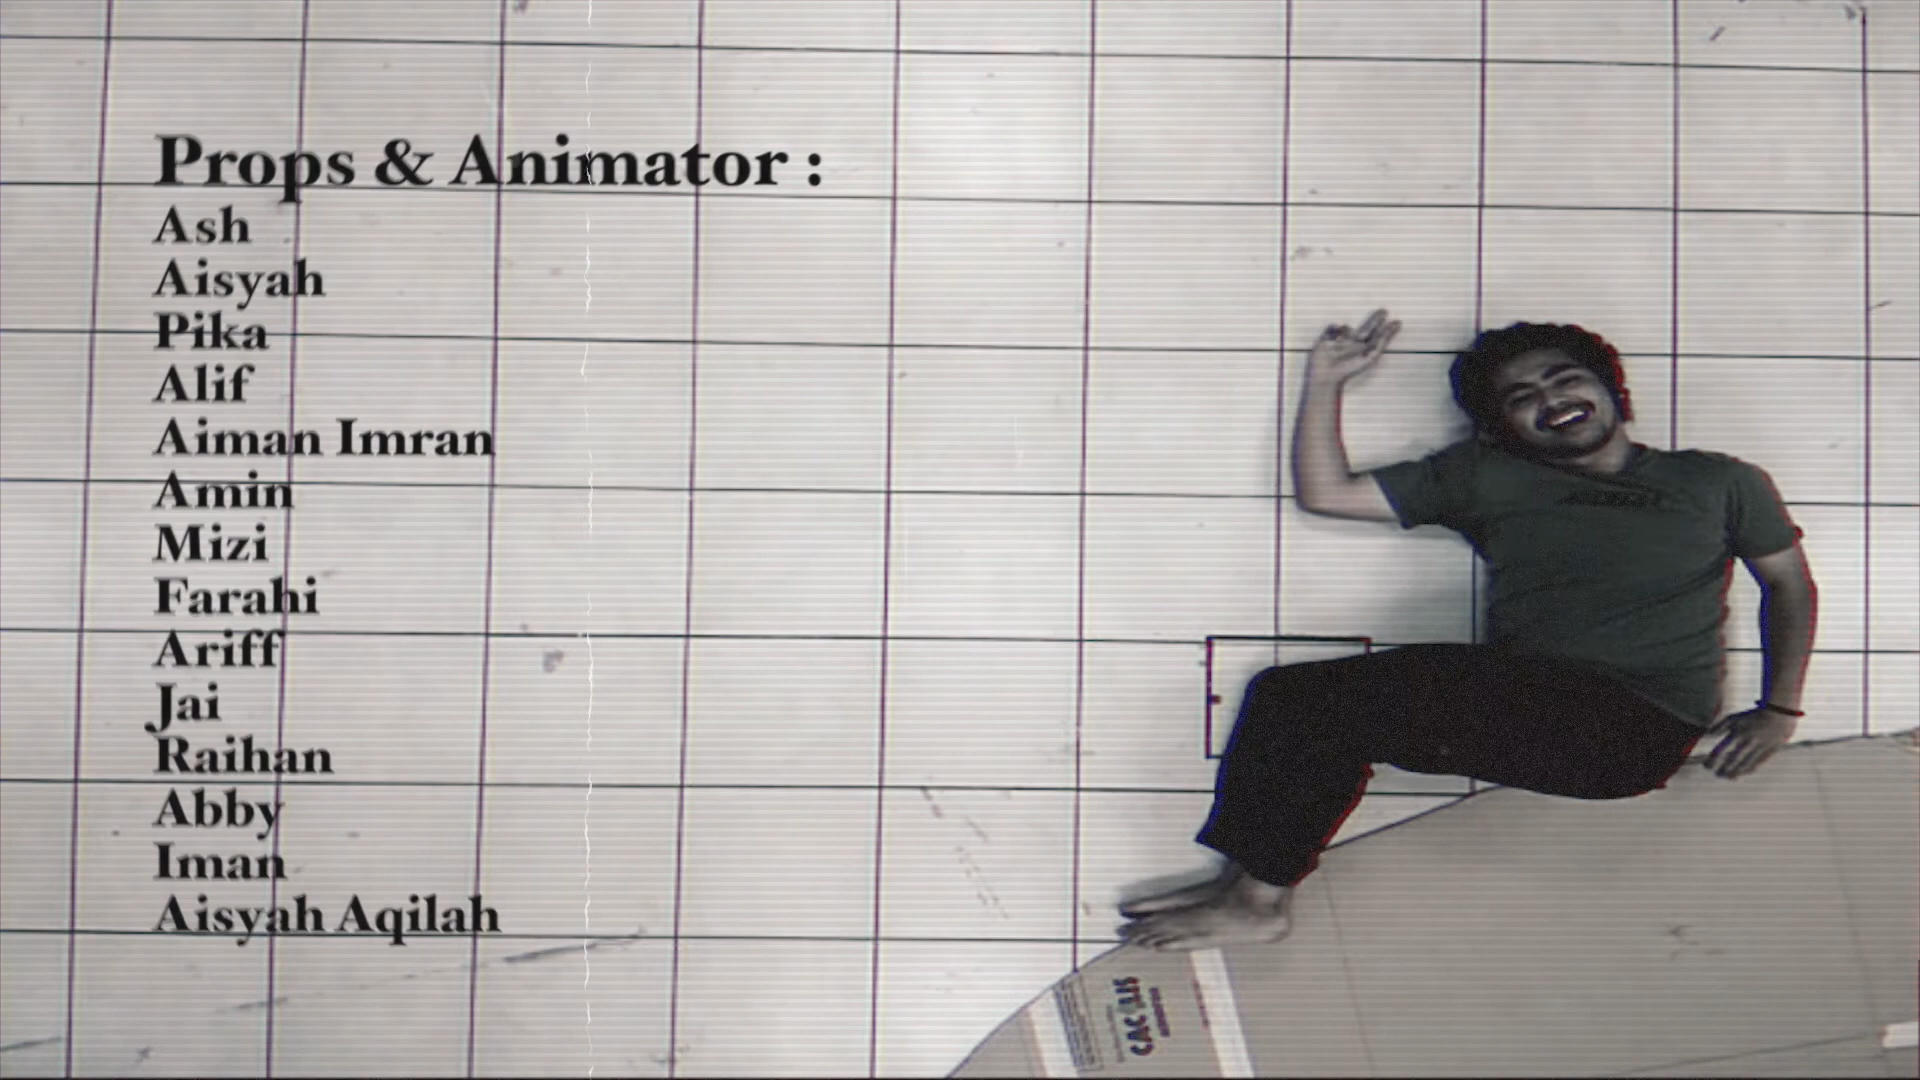 Props & Animator :
Ash
Aisyah
Pika
Alif
Aiman Imran
Amin
Mizi
Farahi
Ariff
Jai
Raihan
Abby
Iman
Aisyah Aqilah